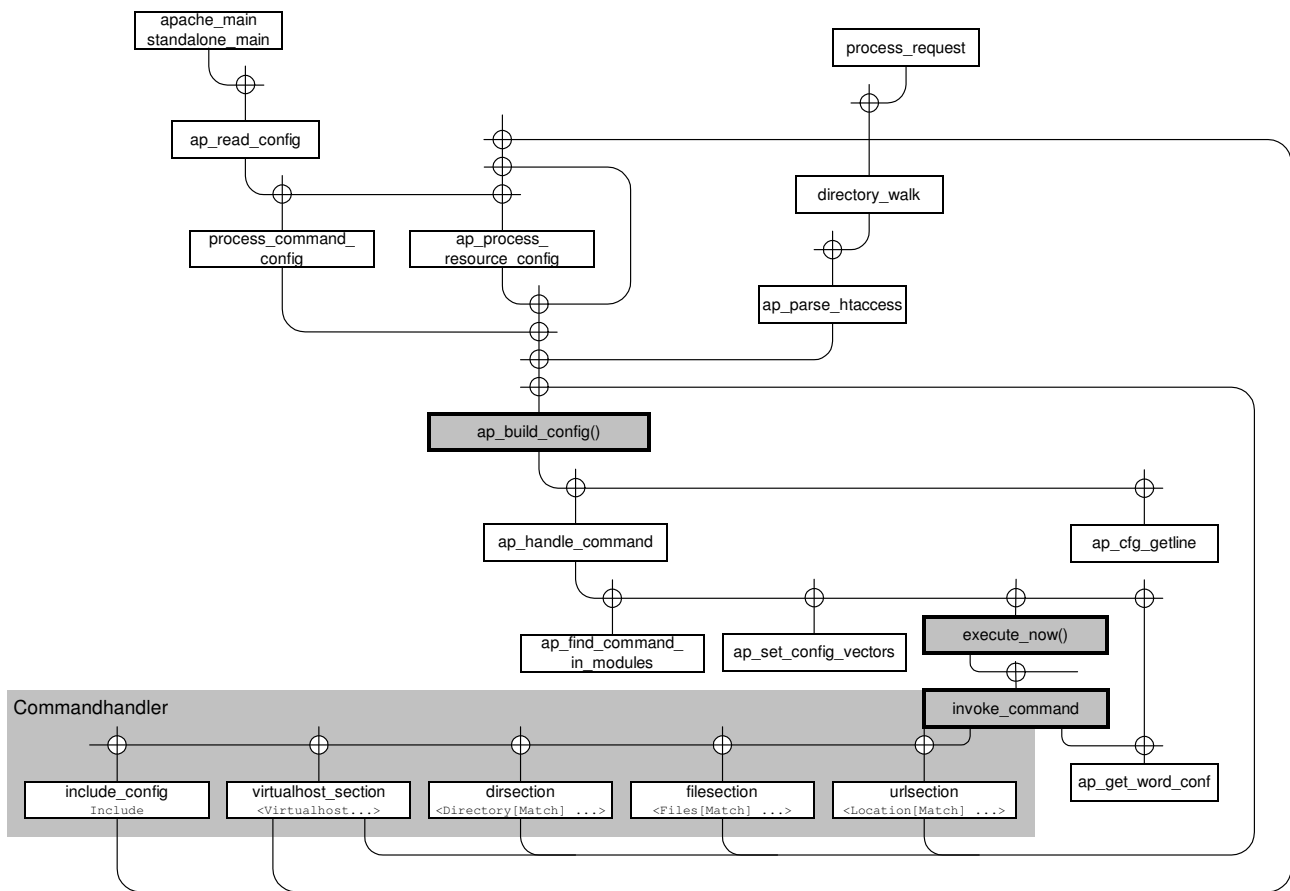 apache_main
standalone_main
process_request
ap_read_config
directory_walk
process_command_
config
ap_process_
resource_config
ap_parse_htaccess
ap_build_config()
ap_handle_command
ap_cfg_getline
ap_find_command_
in_modules
ap_set_config_vectors
execute_now()
Commandhandler
invoke_command
include_config
Include
virtualhost_section
<Virtualhost...>
dirsection
<Directory[Match] ...>
filesection
<Files[Match] ...>
urlsection
<Location[Match] ...>
ap_get_word_conf